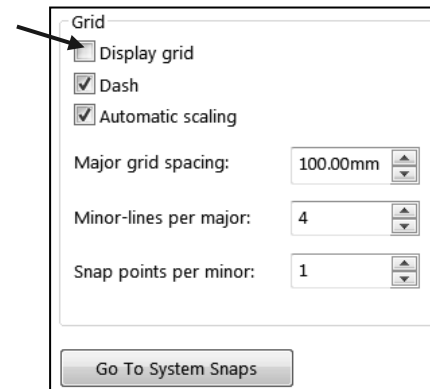 Grid
Display grid
Dash
Automatic scaling
Major grid spacing: 100.00mm
Minor-lines per major: 4
Snap points per minor: 1
Go To System Snaps